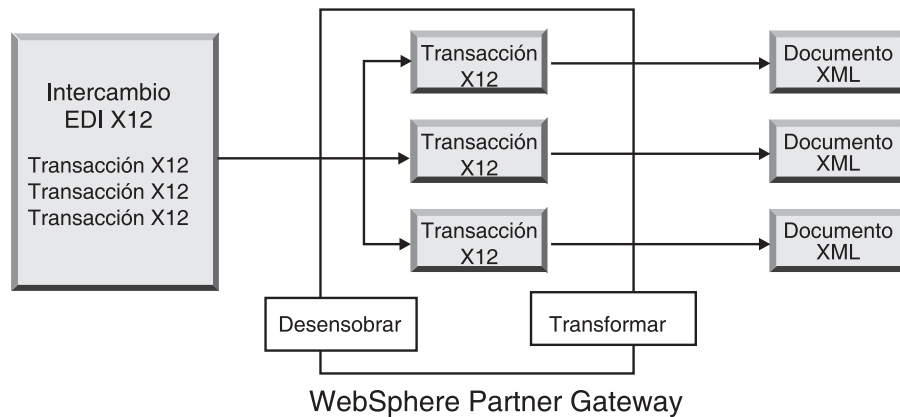 Intercambio
EDI X12
Transacción X12
Transacción X12
Transacción X12
Transacción
X12
Transacción
X12
Transacción
X12
Documento
XML
Documento
XML
Documento
XML
Desensobrar
Transformar
WebSphere Partner Gateway